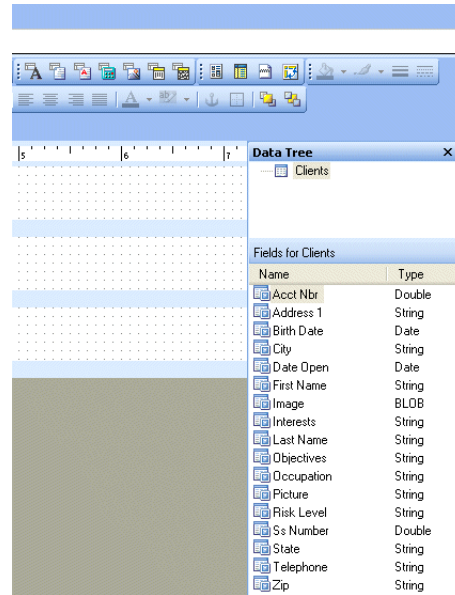 5 6 7
Data Tree X
Clients
Fields for Clients
Name Type
Acct Nbr Double
Address 1 String
Birth Date Date
City String
Date Open Date
First Name String
Image BLOB
Interests String
Last Name String
Objectives String
Occupation String
Picture String
Risk Level String
Ss Number Double
State String
Telephone String
Zip String